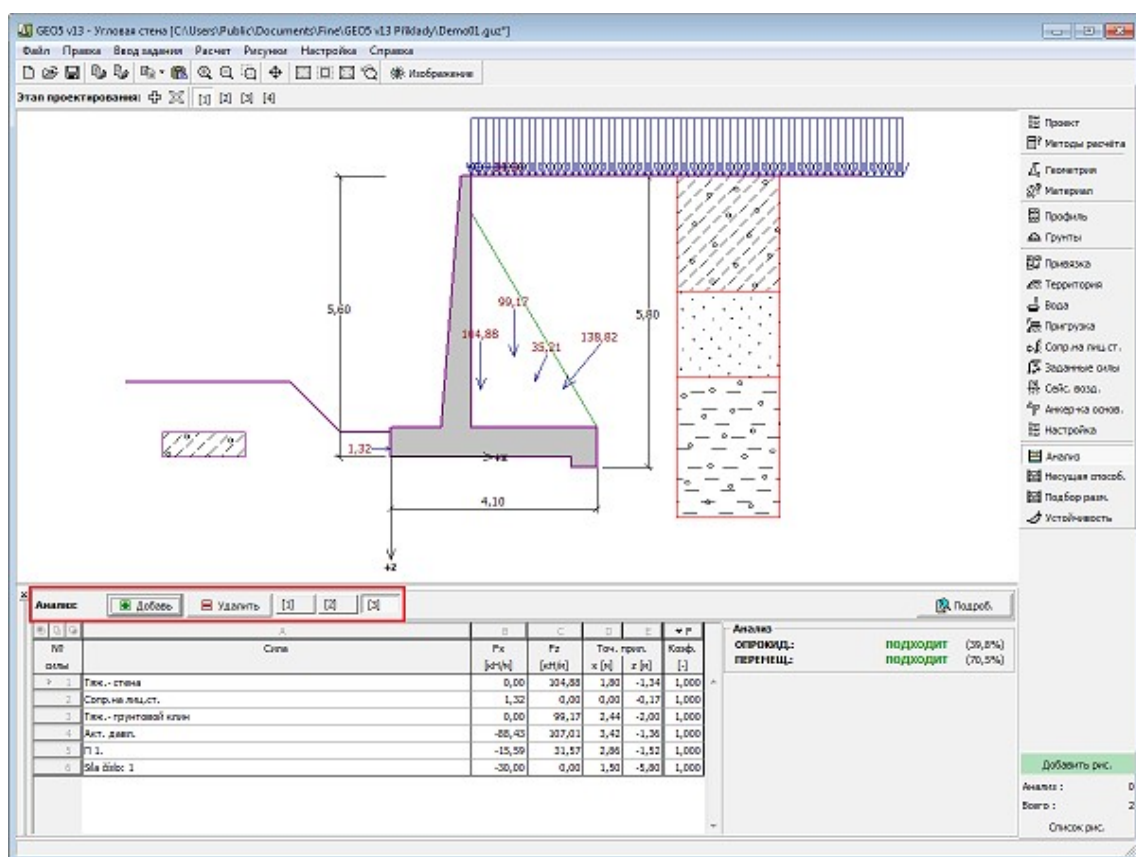 GEO5 v13 - Угловая стена [C:\Users\Public\Documents\Fine\GEO5 v13 Příklady\Demo01.guz*]
Файл Правка Ввод задания Расчет Рисунки Настройка Справка
Изображение
Этап проектирования: [1] [2] [3] [4]
Проект
Методы расчёта
Геометрия
Материал
Профиль
Грунты
Привязка
Территория
Вода
Пригрузка
Сопр.на лиц.ст.
Заданные силы
Сейс. возд.
Анкер-ка основ.
Настройка
Анализ
Несущая способ.
Подбор разм.
Устойчивость
5,60
99,17
104,88
35,21
138,82
5,80
1,32
+x
4,10
+z
Анализ: Добавь Удалить [1] [2] [3] Подроб.
A B C D E F
№ силы Сила Fx [кН/м] Fz [кН/м] Точ. прил. x [м] z [м] Коэф. [-]
1 Тяж.- стена 0,00 104,88 1,80 -1,34 1,000
2 Сопр.на лиц.ст. 1,32 0,00 0,00 -0,17 1,000
3 Тяж.- грунтовой клин 0,00 99,17 2,44 -2,00 1,000
4 Акт. давл. -88,43 107,01 3,42 -1,36 1,000
5 П 1. -15,59 31,57 2,86 -1,52 1,000
6 Síla číslo: 1 -30,00 0,00 1,50 -5,80 1,000
Анализ
ОПРОКИД.: ПОДХОДИТ (39,8%)
ПЕРЕМЕЩ.: ПОДХОДИТ (70,5%)
Добавить рис.
Анализ : 0
Всего : 2
Список рис.